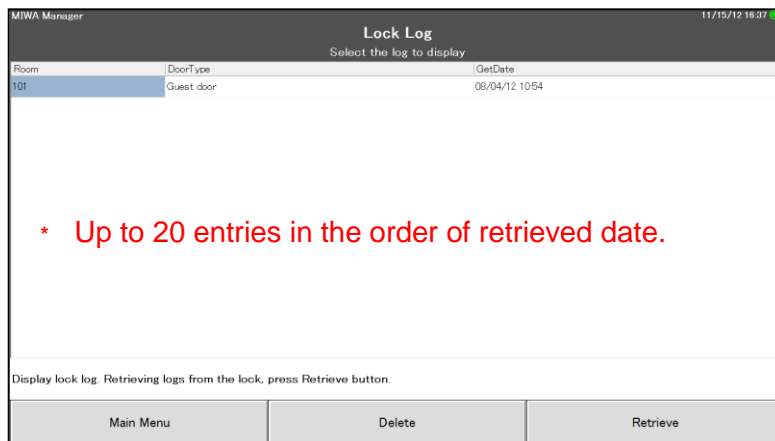 MIWA Manager 11/15/12 16:37
Lock Log
Select the log to display
Room DoorType GetDate
101 Guest door 08/04/12 10:54
* Up to 20 entries in the order of retrieved date.
Display lock log. Retrieving logs from the lock, press Retrieve button.
Main Menu Delete Retrieve